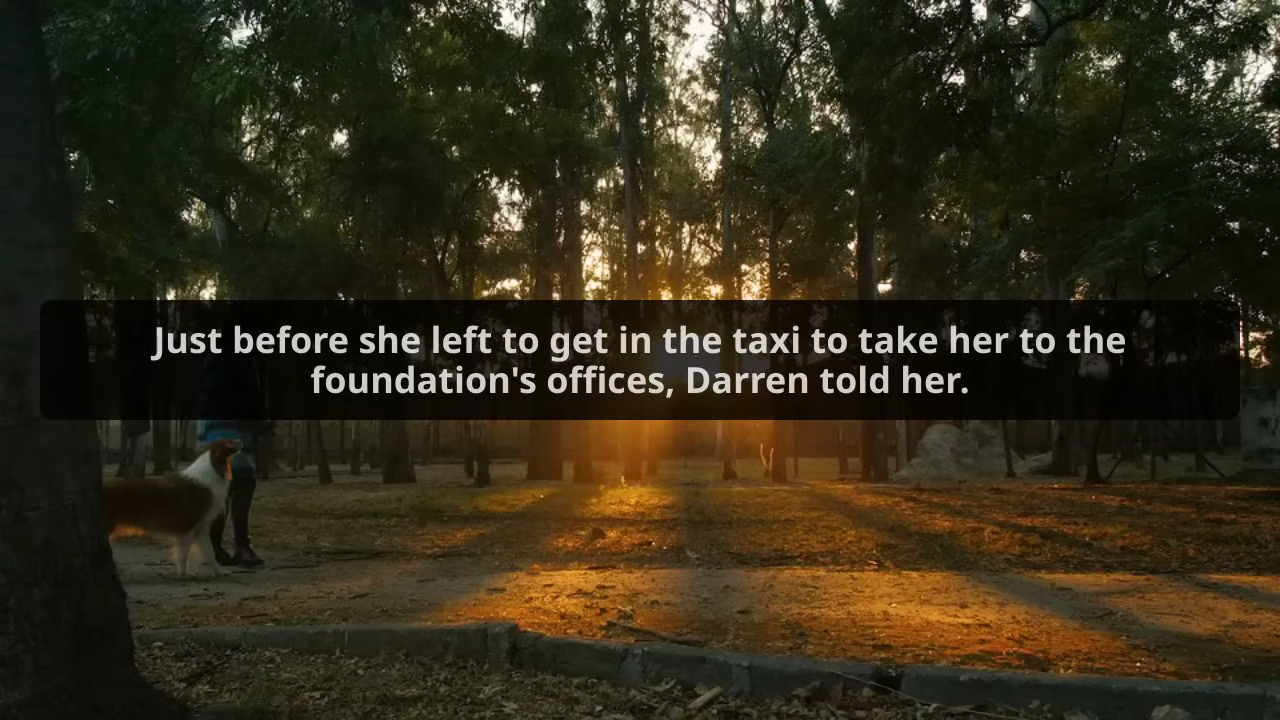 Just before she left to get in the taxi to take her to the
foundation's offices, Darren told her.